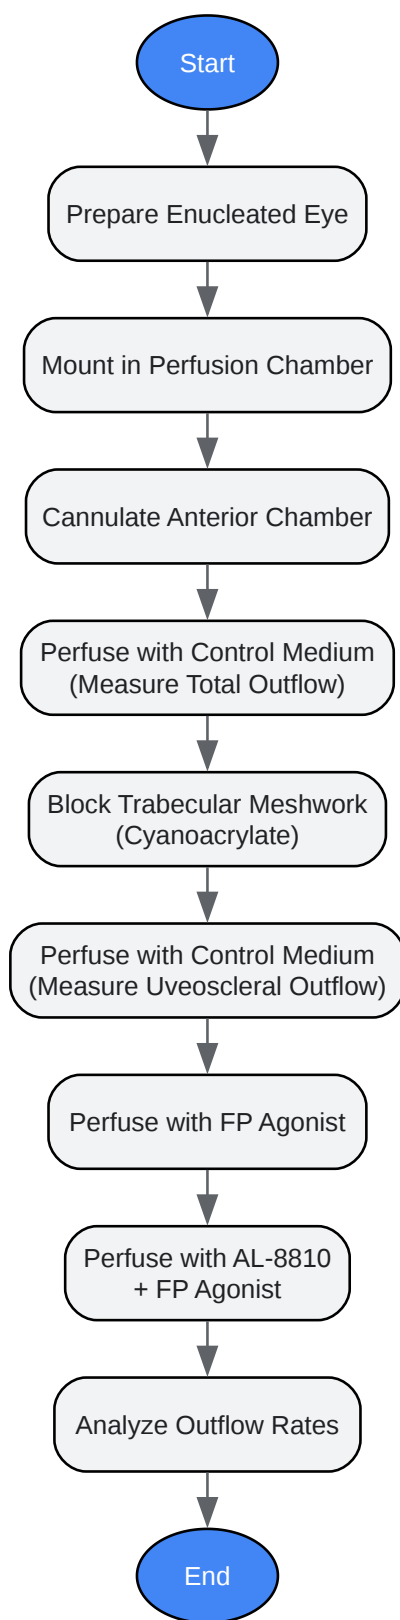 Start
Prepare Enucleated Eye
Mount in Perfusion Chamber
Cannulate Anterior Chamber
Perfuse with Control Medium
(Measure Total Outflow)
Block Trabecular Meshwork
(Cyanoacrylate)
Perfuse with Control Medium
(Measure Uveoscleral Outflow)
Perfuse with FP Agonist
Perfuse with AL-8810
+ FP Agonist
Analyze Outflow Rates
End